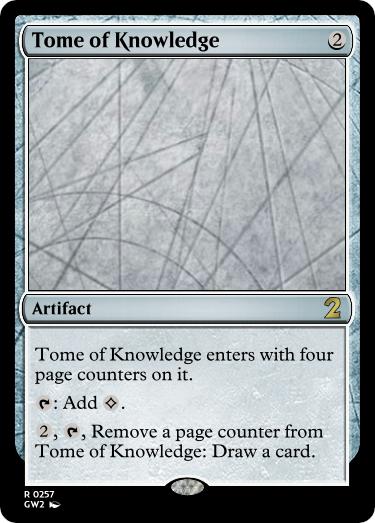 Tome of Knowledge 2
Artifact 2
Tome of Knowledge enters with four
page counters on it.
: Add .
2 , , Remove a page counter from
Tome of Knowledge: Draw a card.
R 0257
GW2